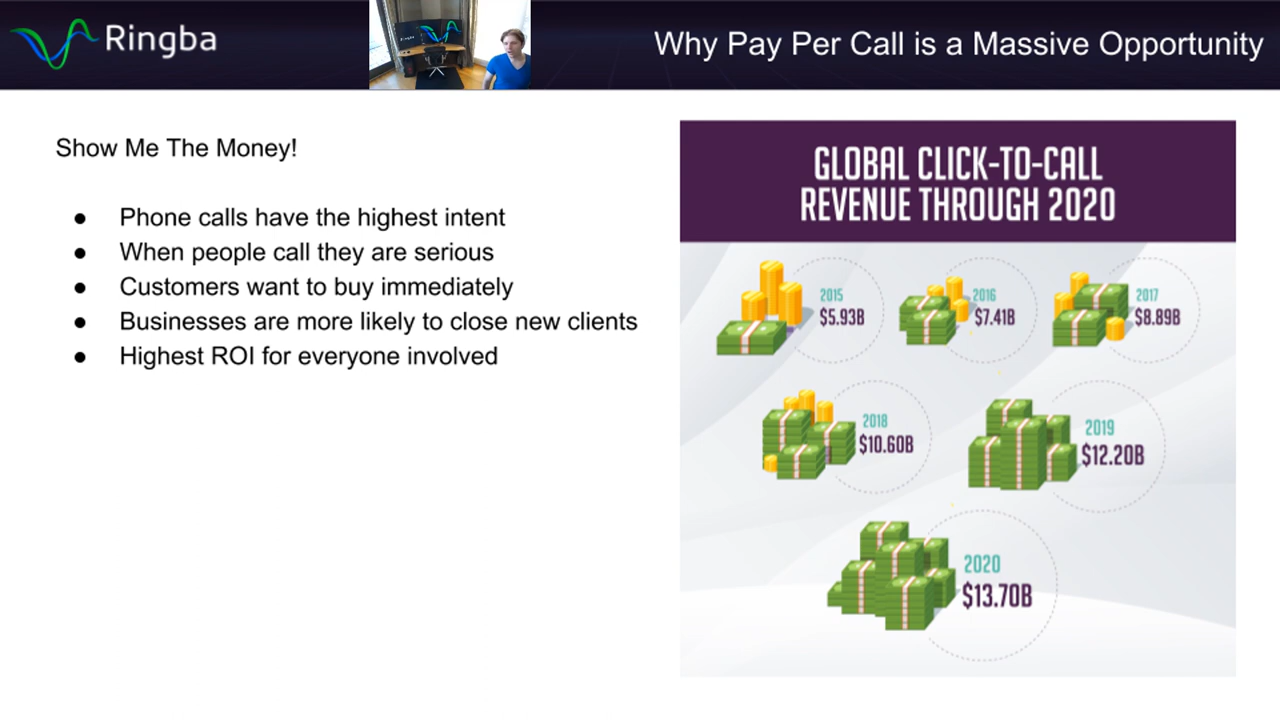 Ringba
Why Pay Per Call is a Massive Opportunity
Show Me The Money!
● Phone calls have the highest intent
● When people call they are serious
● Customers want to buy immediately
● Businesses are more likely to close new clients
● Highest ROI for everyone involved
GLOBAL CLICK-TO-CALL
REVENUE THROUGH 2020
2015
$5.93B
2016
$7.41B
2017
$8.89B
2018
$10.60B
2019
$12.20B
2020
$13.70B